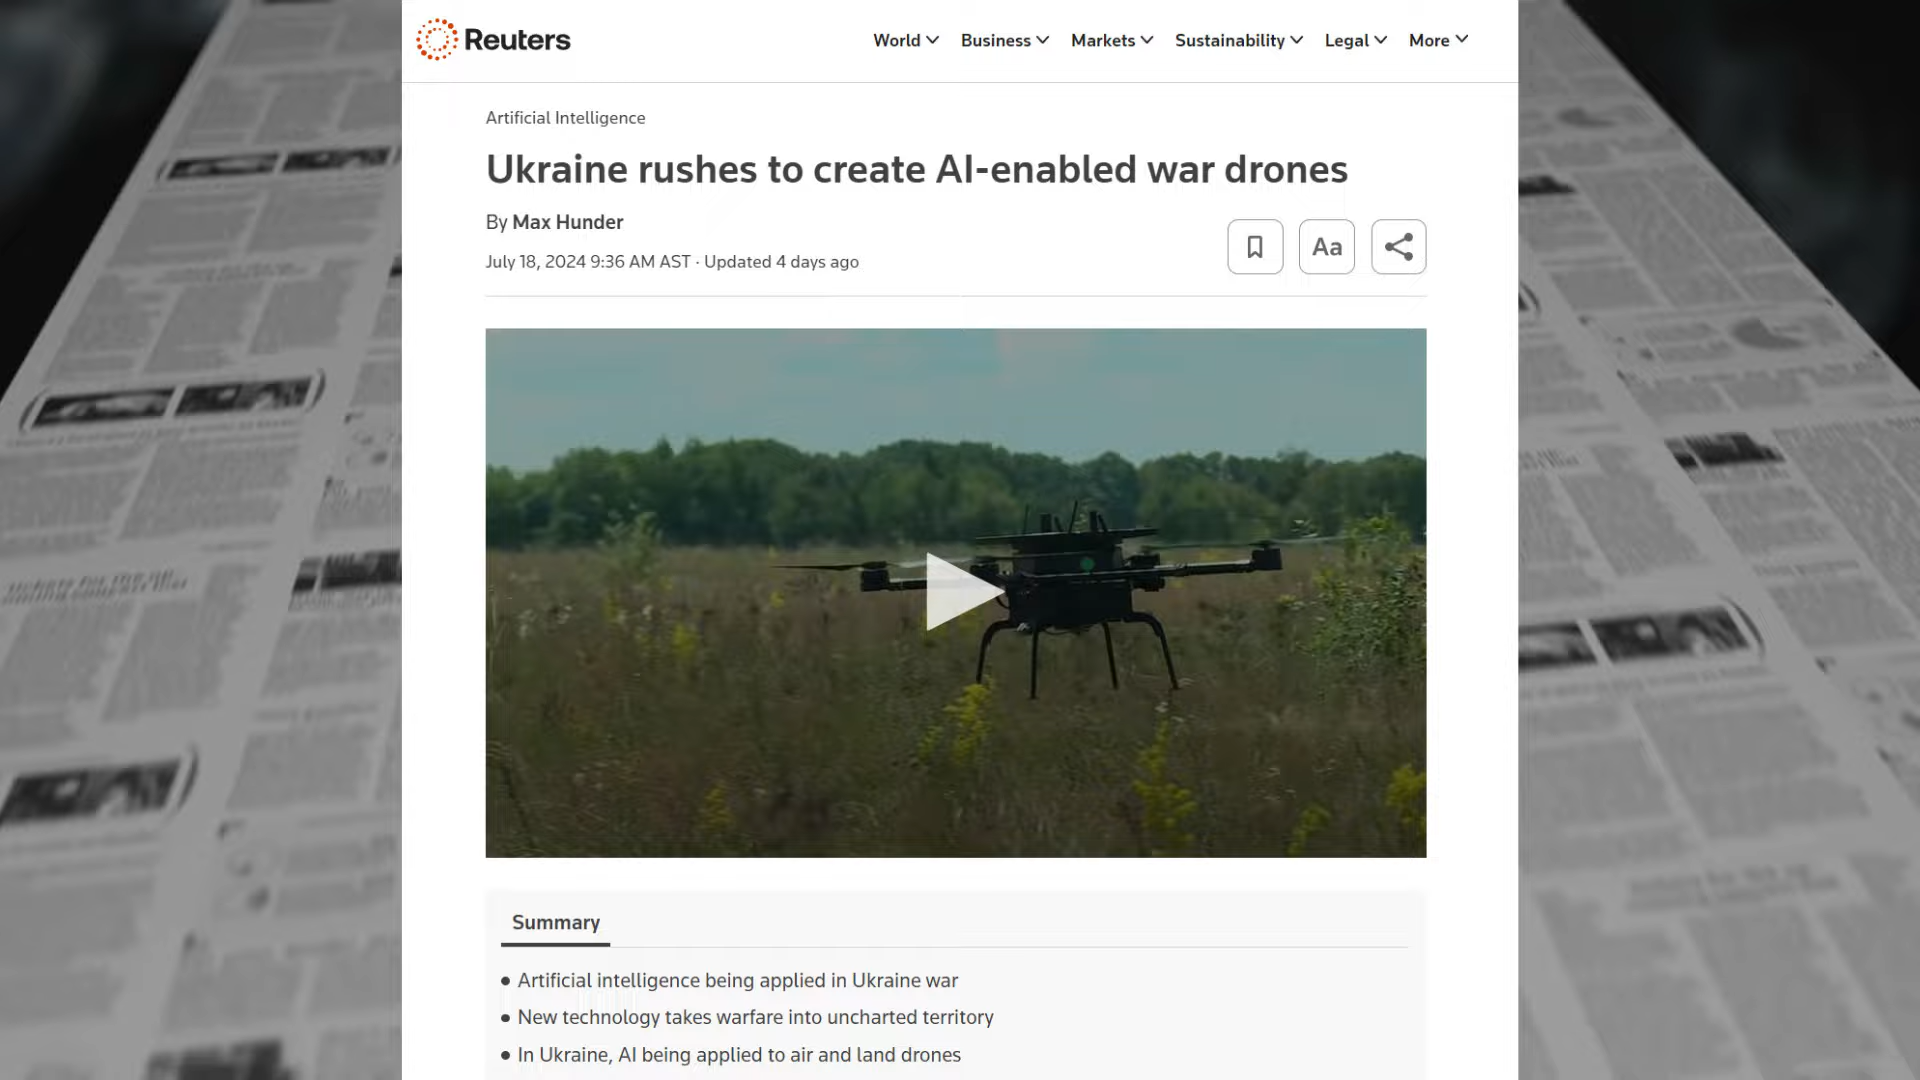 Reuters
World Business Markets Sustainability Legal More
Artificial Intelligence
Ukraine rushes to create AI-enabled war drones
By Max Hunder
July 18, 2024 9:36 AM AST · Updated 4 days ago
Aa
Summary
Artificial intelligence being applied in Ukraine war
New technology takes warfare into uncharted territory
In Ukraine, AI being applied to air and land drones